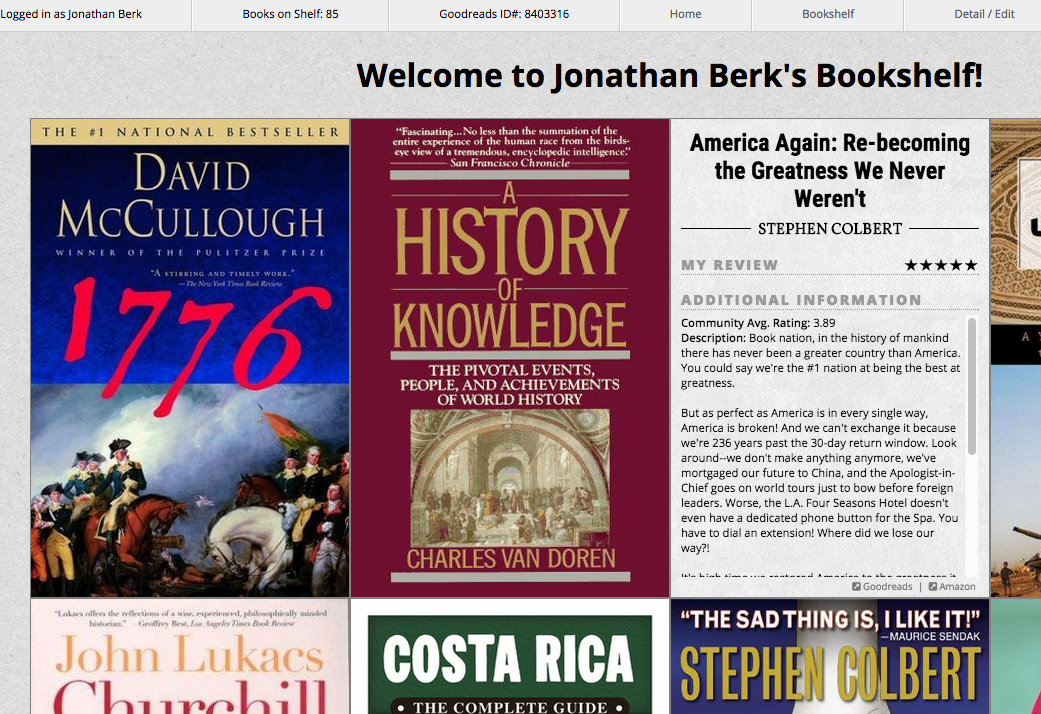 Logged in as Jonathan Berk
Books on Shelf: 85
Goodreads ID#: 8403316
Home
Bookshelf
Detail / Edit
Welcome to Jonathan Berk's Bookshelf!
THE #1 NATIONAL BESTSELLER
DAVID
MCCULLOUGH
WINNER OF THE PULITZER PRIZE
"A STIRRING AND TIMELY WORK."
—The New York Times Book Review
1776
"Fascinating...No less than the summation of the
entire experience of the human race from the birds-
eye view of a tremendous, encyclopedic intelligence."
San Francisco Chronicle
A
HISTORY
OF
KNOWLEDGE
THE PIVOTAL EVENTS,
PEOPLE, AND ACHIEVEMENTS
OF WORLD HISTORY
CHARLES VAN DOREN
America Again: Re-becoming
the Greatness We Never
Weren't
STEPHEN COLBERT
MY REVIEW ★★★★★
ADDITIONAL INFORMATION
Community Avg. Rating: 3.89
Description: Book nation, in the history of mankind
there has never been a greater country than America.
You could say we're the #1 nation at being the best at
greatness.
But as perfect as America is in every single way,
America is broken! And we can't exchange it because
we're 236 years past the 30-day return window. Look
around--we don't make anything anymore, we've
mortgaged our future to China, and the Apologist-in-
Chief goes on world tours just to bow before foreign
leaders. Worse, the L.A. Four Seasons Hotel doesn't
even have a dedicated phone button for the Spa. You
have to dial an extension! Where did we lose our
way?!
It's high time we restored America to the greatness it
Goodreads | Amazon
"Lukacs offers the reflections of a wise, experienced, philosophically minded
historian." —Geoffrey Best, Los Angeles Times Book Review
John Lukacs
Churchill
COSTA RICA
• THE COMPLETE GUIDE •
"THE SAD THING IS, I LIKE IT!"
—MAURICE SENDAK
STEPHEN COLBERT